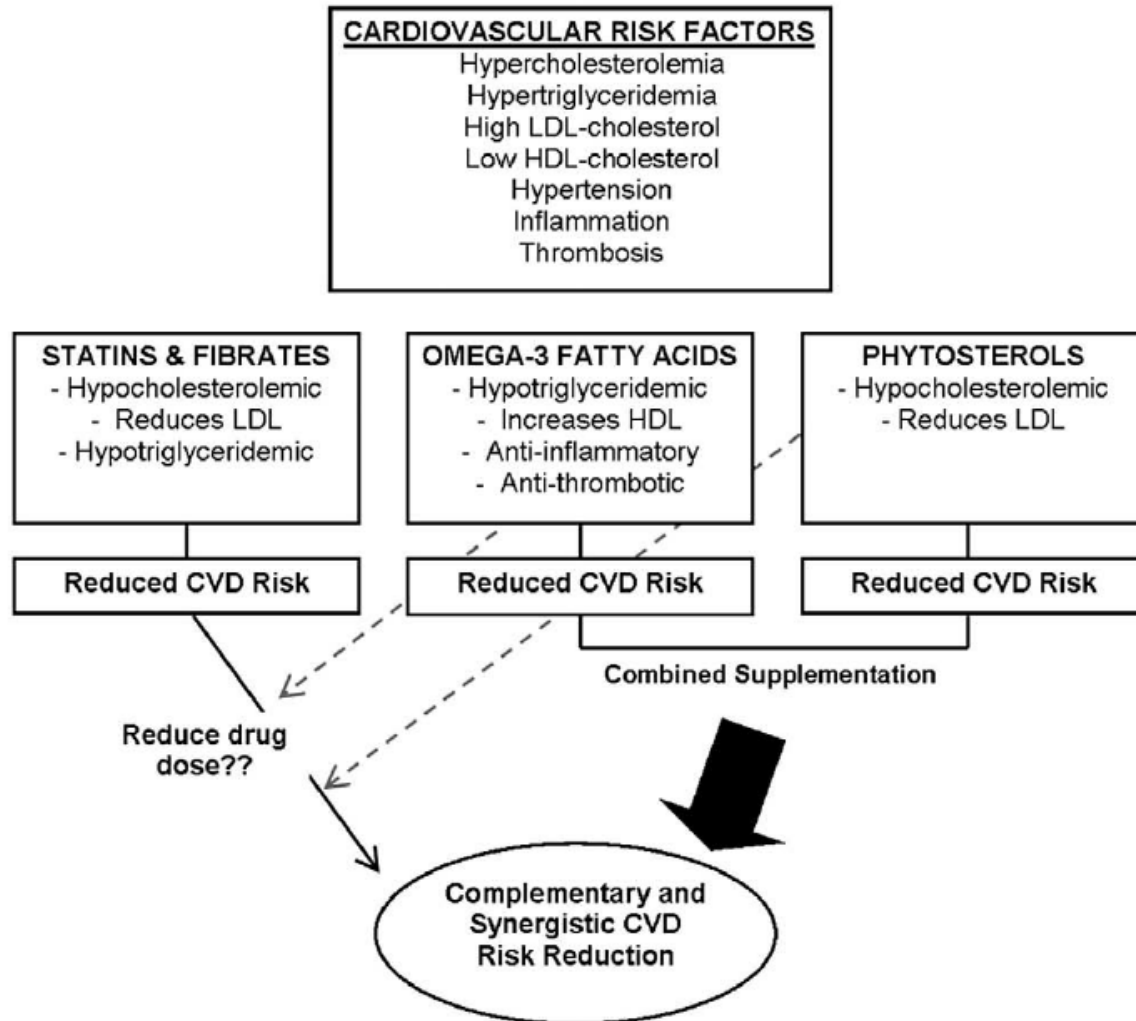 CARDIOVASCULAR RISK FACTORS
Hypercholesterolemia
Hypertriglyceridemia
High LDL-cholesterol
Low HDL-cholesterol
Hypertension
Inflammation
Thrombosis
STATINS & FIBRATES
- Hypocholesterolemic
- Reduces LDL
- Hypotriglyceridemic
OMEGA-3 FATTY ACIDS
- Hypotriglyceridemic
- Increases HDL
- Anti-inflammatory
- Anti-thrombotic
PHYTOSTEROLS
- Hypocholesterolemic
- Reduces LDL
Reduced CVD Risk
Reduced CVD Risk
Reduced CVD Risk
Combined Supplementation
Reduce drug
dose??
Complementary and
Synergistic CVD
Risk Reduction